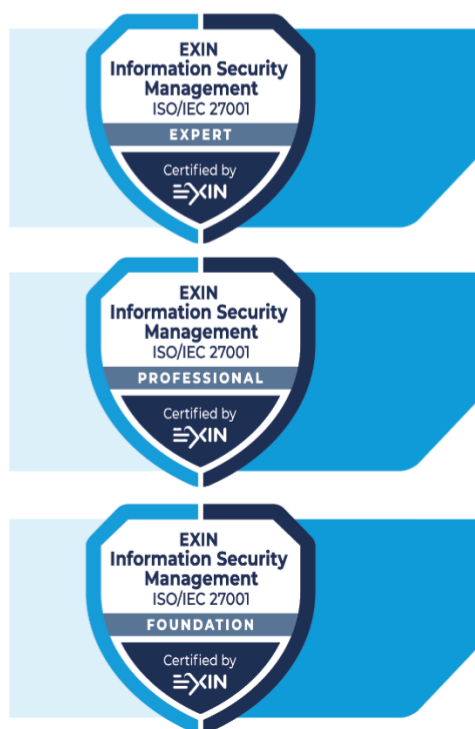 EXIN
Information Security
Management
ISO/IEC 27001
EXPERT
Certified by
EXIN
EXIN
Information Security
Management
ISO/IEC 27001
PROFESSIONAL
Certified by
EXIN
EXIN
Information Security
Management
ISO/IEC 27001
FOUNDATION
Certified by
EXIN